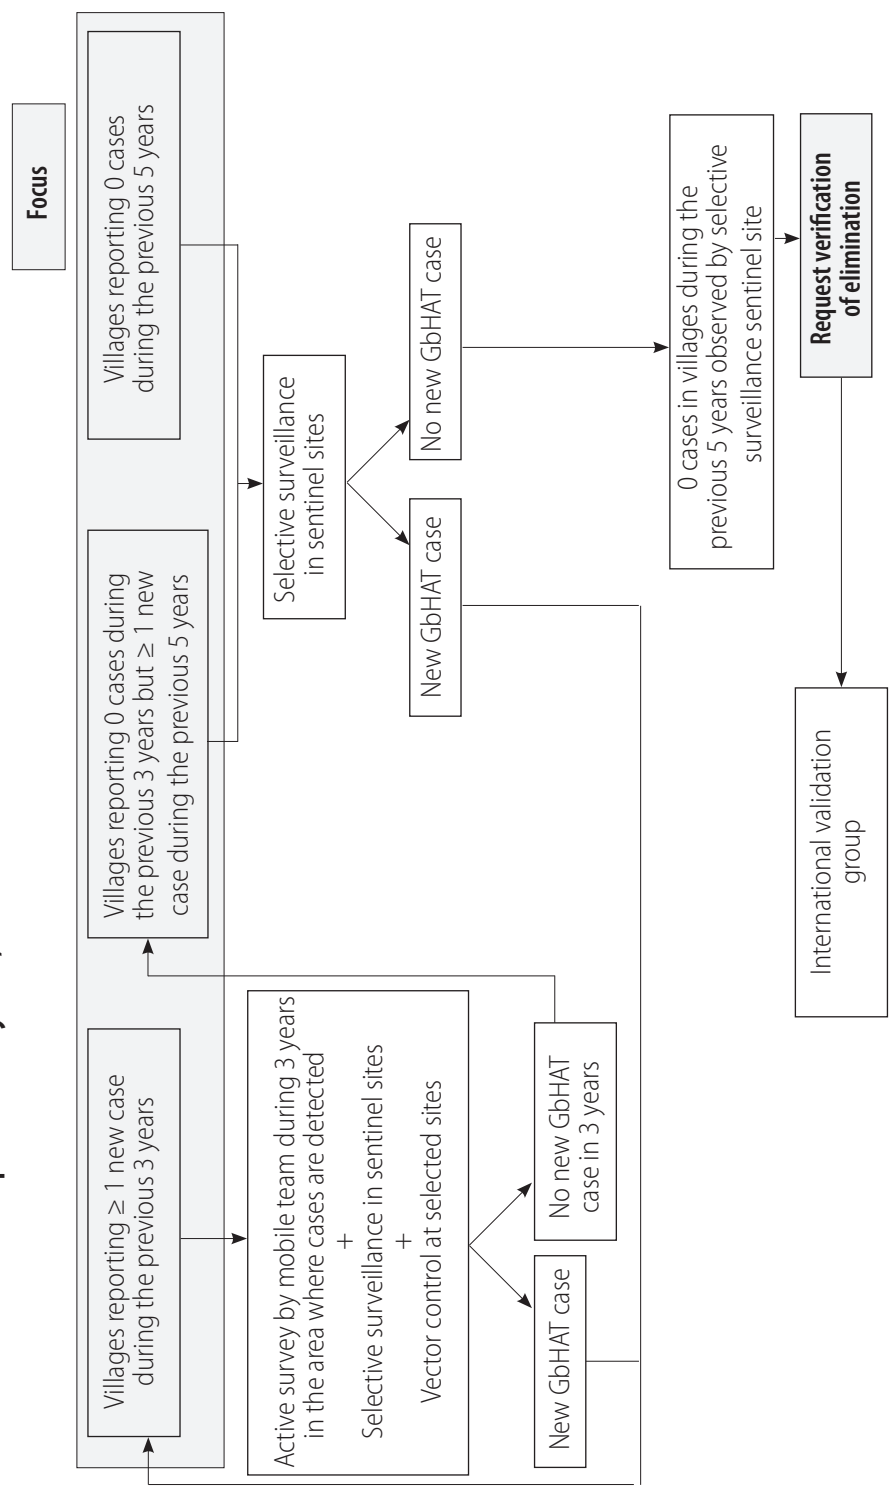 Focus
Villages reporting ≥ 1 new case
during the previous 3 years
Villages reporting 0 cases during
the previous 3 years but ≥ 1 new
case during the previous 5 years
Villages reporting 0 cases
during the previous 5 years
Active survey by mobile team during 3 years
in the area where cases are detected
+
Selective surveillance in sentinel sites
+
Vector control at selected sites
Selective surveillance
in sentinel sites
New GbHAT case
No new GbHAT case
New GbHAT case
No new GbHAT
case in 3 years
0 cases in villages during the
previous 5 years observed by selective
surveillance sentinel site
International validation
group
Request verification
of elimination